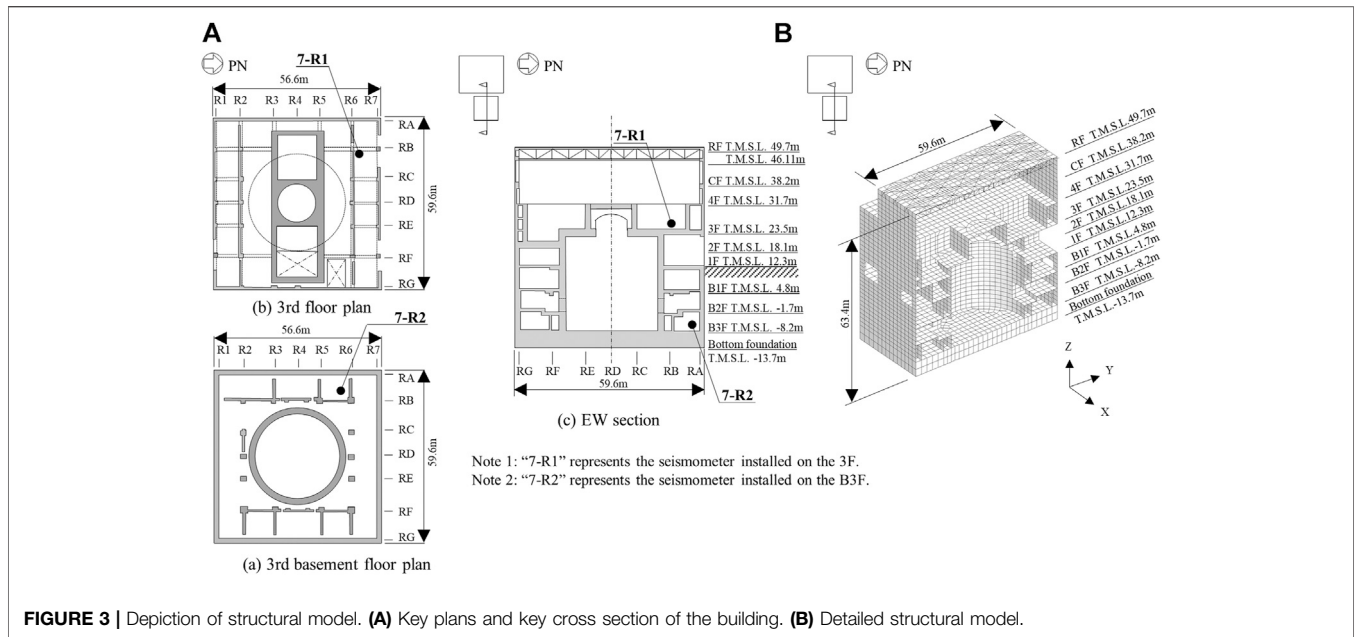 A
PN
7-R1
56.6m
R1 R2 R3 R4 R5 R6 R7
RA
RB
RC
RD
RE
RF
RG
59.6m
(b) 3rd floor plan
7-R2
56.6m
R1 R2 R3 R4 R5 R6 R7
RA
RB
RC
RD
RE
RF
RG
59.6m
(a) 3rd basement floor plan
PN
7-R1
RF T.M.S.L. 49.7m
T.M.S.L. 46.11m
CF T.M.S.L. 38.2m
4F T.M.S.L. 31.7m
3F T.M.S.L. 23.5m
2F T.M.S.L. 18.1m
1F T.M.S.L. 12.3m
B1F T.M.S.L. 4.8m
B2F T.M.S.L. -1.7m
B3F T.M.S.L. -8.2m
Bottom foundation
T.M.S.L. -13.7m
RG RF RE RD RC RB RA
59.6m
7-R2
(c) EW section
Note 1: “7-R1” represents the seismometer installed on the 3F.
Note 2: “7-R2” represents the seismometer installed on the B3F.
B
PN
59.6m
63.4m
RF T.M.S.L.49.7m
CF T.M.S.L.38.2m
4F T.M.S.L.31.7m
3F T.M.S.L.23.5m
2F T.M.S.L.18.1m
1F T.M.S.L.12.3m
B1F T.M.S.L.4.8m
B2F T.M.S.L.-1.7m
B3F T.M.S.L.-8.2m
Bottom foundation
T.M.S.L.-13.7m
Z
Y
X
FIGURE 3 | Depiction of structural model. (A) Key plans and key cross section of the building. (B) Detailed structural model.